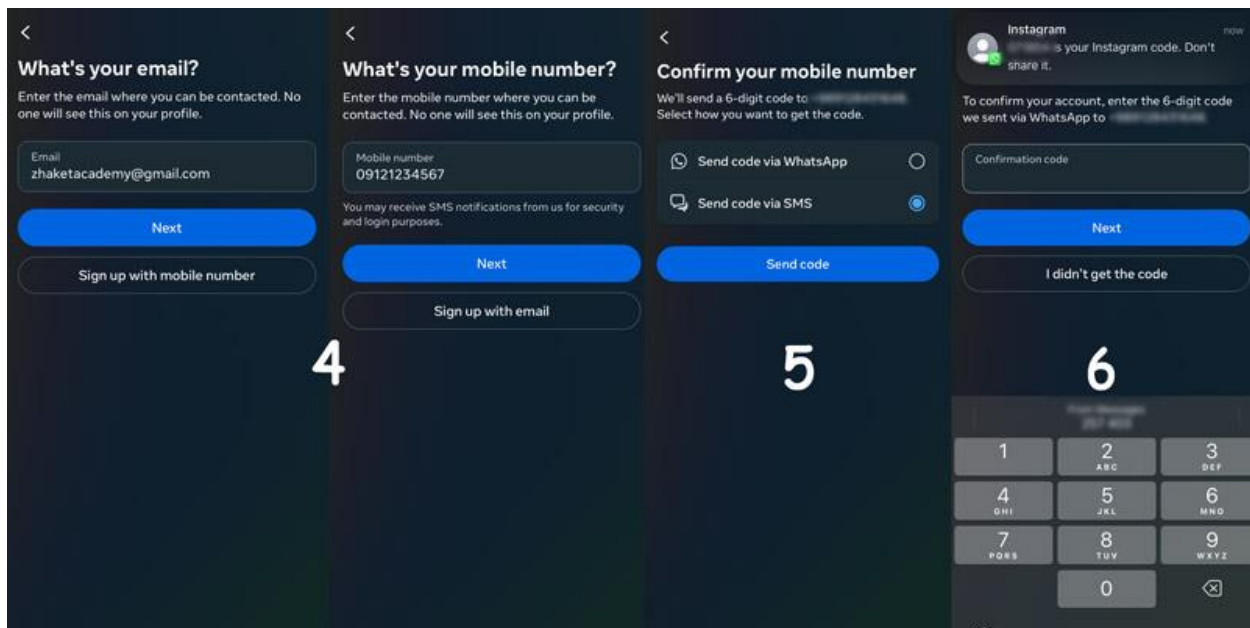 What's your email?
Enter the email where you can be contacted. No
one will see this on your profile.
Email
zhaketacademy@gmail.com
Next
Sign up with mobile number
4
What's your mobile number?
Enter the mobile number where you can be
contacted. No one will see this on your profile.
Mobile number
09121234567
You may receive SMS notifications from us for security
and login purposes.
Next
Sign up with email
Confirm your mobile number
We'll send a 6-digit code to
Select how you want to get the code.
Send code via WhatsApp
Send code via SMS
Send code
5
Instagram
now
is your Instagram code. Don't
share it.
To confirm your account, enter the 6-digit code
we sent via WhatsApp to
Confirmation code
Next
I didn't get the code
6
1
2
ABC
3
DEF
4
GHI
5
JKL
6
MNO
7
PQRS
8
TUV
9
WXYZ
0